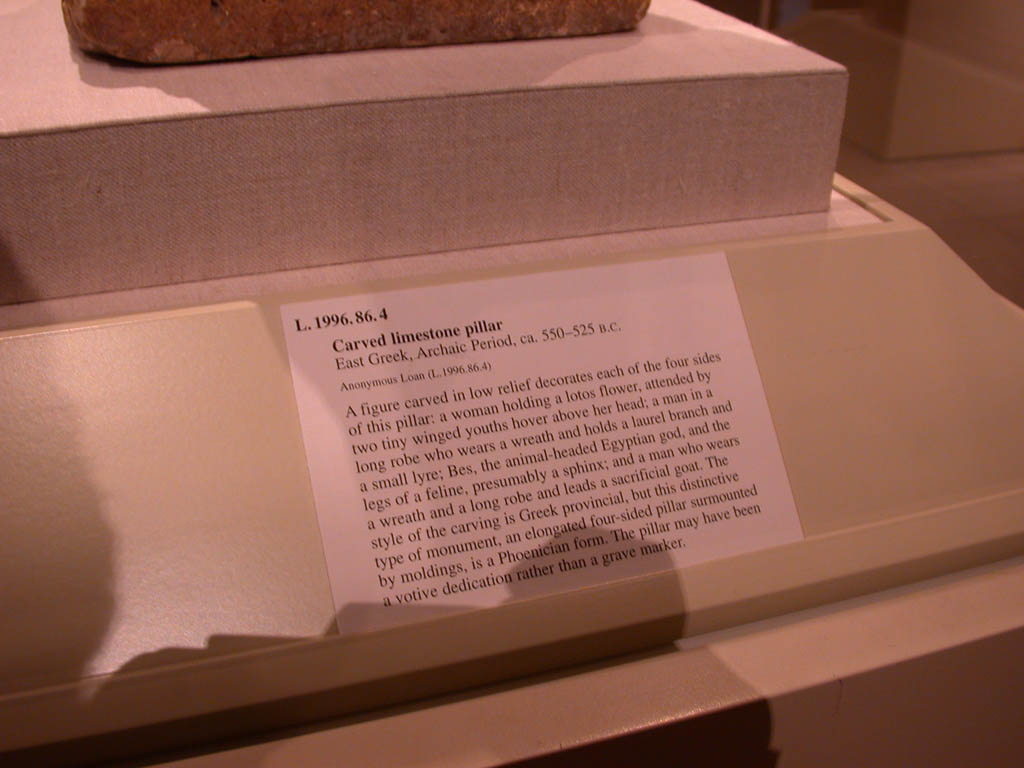 L.1996.86.4
Carved limestone pillar
East Greek, Archaic Period, ca. 550–525 B.C.
Anonymous Loan (L.1996.86.4)
A figure carved in low relief decorates each of the four sides
of this pillar: a woman holding a lotos flower, attended by
two tiny winged youths hover above her head; a man in a
long robe who wears a wreath and holds a laurel branch and
a small lyre; Bes, the animal-headed Egyptian god, and the
legs of a feline, presumably a sphinx; and a man who wears
a wreath and a long robe and leads a sacrificial goat. The
style of the carving is Greek provincial, but this distinctive
type of monument, an elongated four-sided pillar surmounted
by moldings, is a Phoenician form. The pillar may have been
a votive dedication rather than a grave marker.